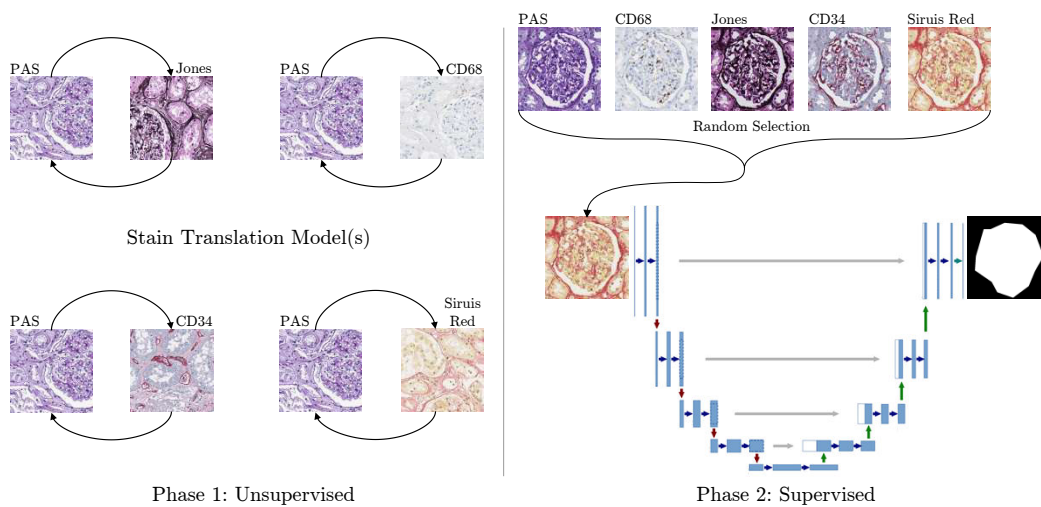 PAS
Jones
PAS
CD68
Stain Translation Model(s)
PAS
CD34
PAS
Siruis
Red
Phase 1: Unsupervised
PAS
CD68
Jones
CD34
Siruis Red
Random Selection
Phase 2: Supervised